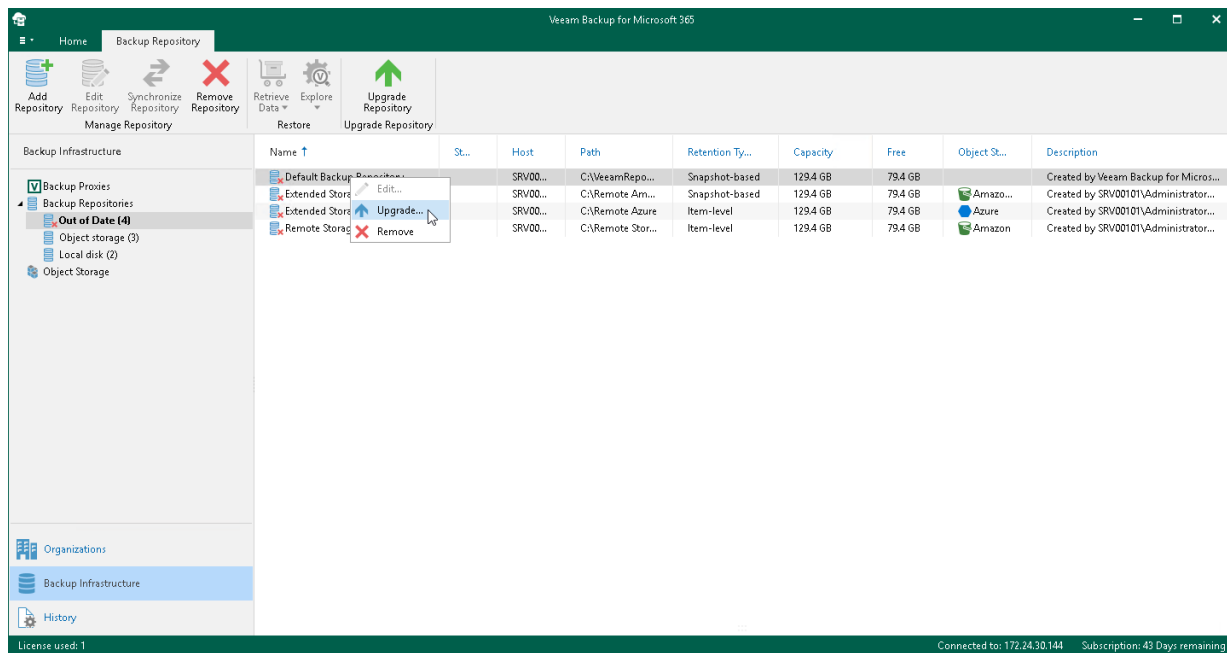 Veeam Backup for Microsoft 365
Home Backup Repository
Add Repository
Edit Repository
Synchronize Repository
Remove Repository
Retrieve Data
Explore
Upgrade Repository
Manage Repository Restore Upgrade Repository
Backup Infrastructure
V Backup Proxies
Backup Repositories
Out of Date (4)
Object storage (3)
Local disk (2)
Object Storage
Name St... Host Path Retention Ty... Capacity Free Object St... Description
Default Backup Repository SRV00... C:\VeeamRepo... Snapshot-based 129.4 GB 79.4 GB Created by Veeam Backup for Micros...
Extended Stora SRV00... C:\Remote Am... Snapshot-based 129.4 GB 79.4 GB Amazo... Created by SRV00101\Administrator...
Extended Stora SRV00... C:\Remote Azure Item-level 129.4 GB 79.4 GB Azure Created by SRV00101\Administrator...
Remote Storag SRV00... C:\Remote Stor... Item-level 129.4 GB 79.4 GB Amazon Created by SRV00101\Administrator...
Edit...
Upgrade...
Remove
Organizations
Backup Infrastructure
History
License used: 1 Connected to: 172.24.30.144 Subscription: 43 Days remaining